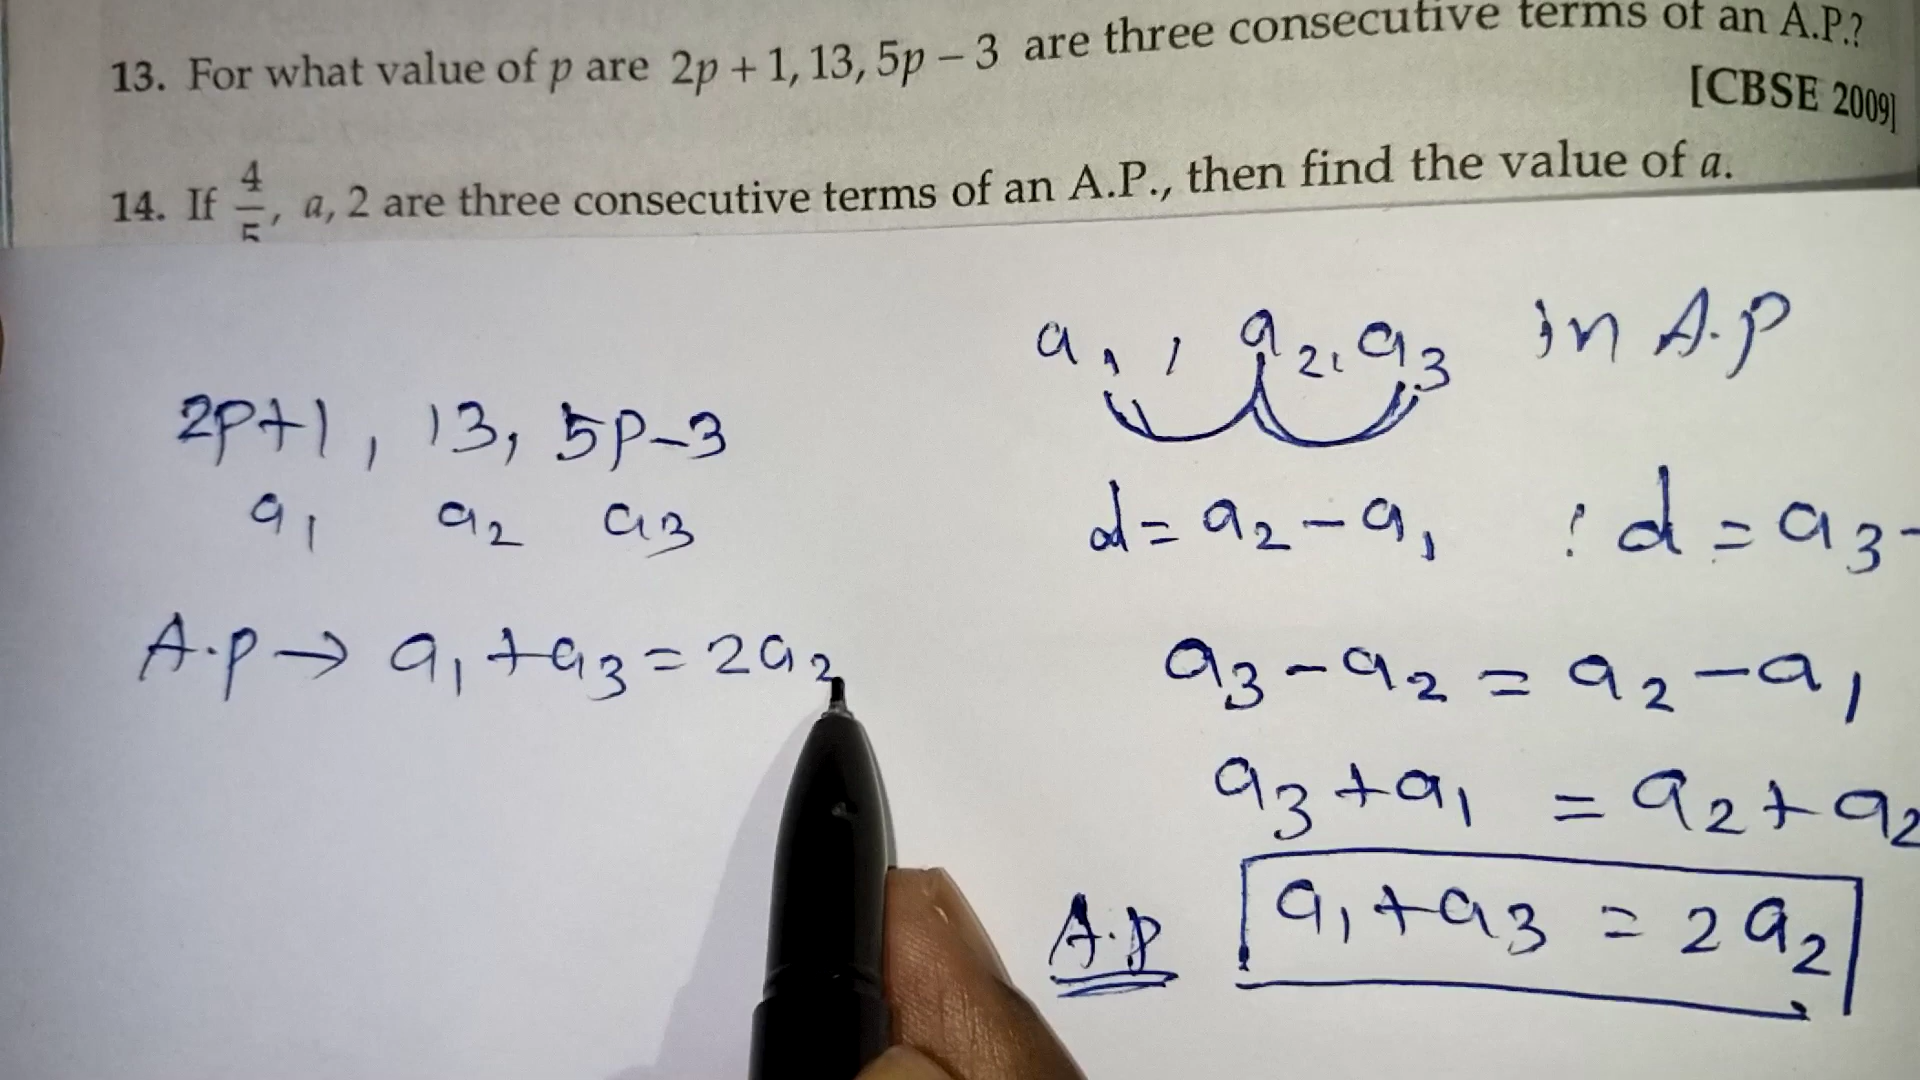 13. For what value of p are 2p + 1, 13, 5p – 3 are three consecutive terms of an A.P.?
[CBSE 2009]
14. If 4/5, a, 2 are three consecutive terms of an A.P., then find the value of a.
a1, a2, a3 in A.P
2P+1, 13, 5P-3
a1 a2 a3
d = a2 - a1 : d = a3 -
A.P → a1 + a3 = 2a2
a3 - a2 = a2 - a1
a3 + a1 = a2 + a2
A.P a1 + a3 = 2a2